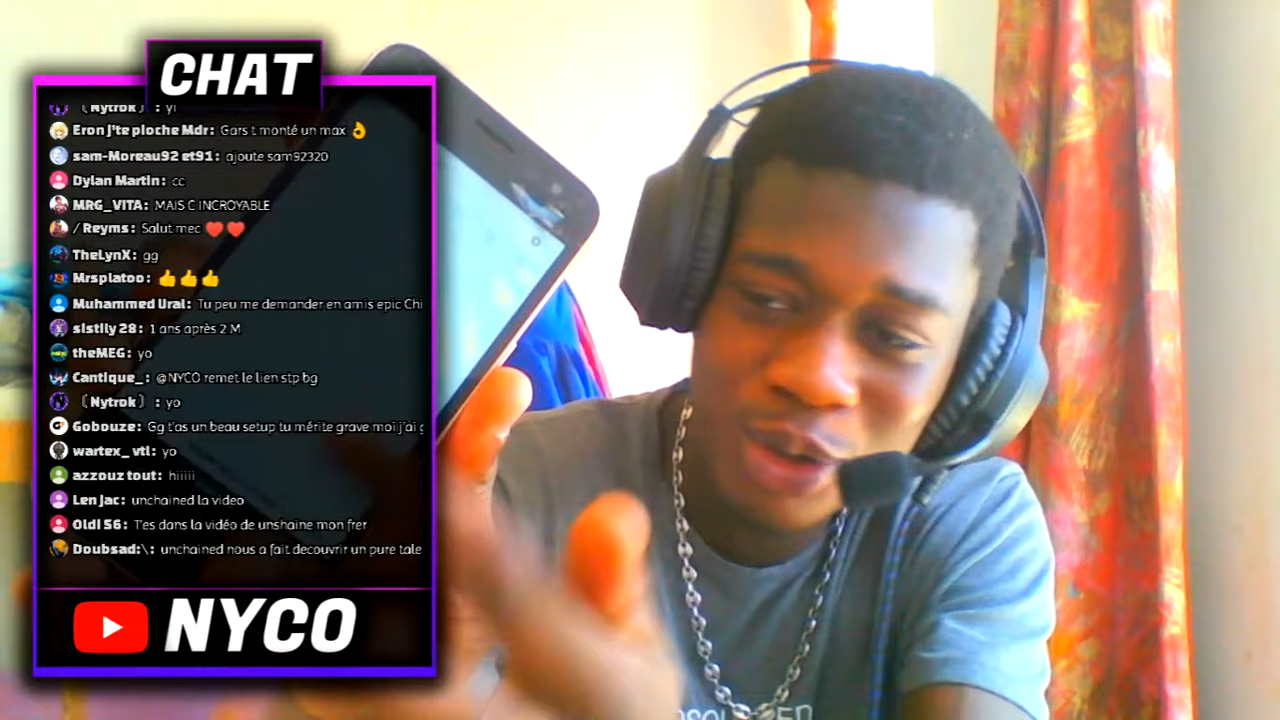 CHAT
〔Nytrok〕 : yi
Eron j'te pioche Mdr: Gars t monté un max 👌
sam-Moreau92 et91: ajoute sam92320
Dylan Martin: cc
MRG_VITA: MAIS C INCROYABLE
/Reyms: Salut mec ❤️❤️
TheLynX: gg
Mrsplatoo: 👍👍👍
Muhammed Ural: Tu peu me demander en amis epic Chi
sistily 28: 1 ans après 2 M
theMEG: yo
Cantique_: @NYCO remet le lien stp bg
〔Nytrok〕 : yo
Gobouze: Gg t'as un beau setup tu mérite grave moi j'ai g
wartex_ vtl: yo
azzouz tout: hiiiii
Len Jac: unchained la video
Oldl S6: T'es dans la vidéo de unshaine mon frer
Doubsad:\: unchained nous a fait decouvrir un pure tale
NYCO